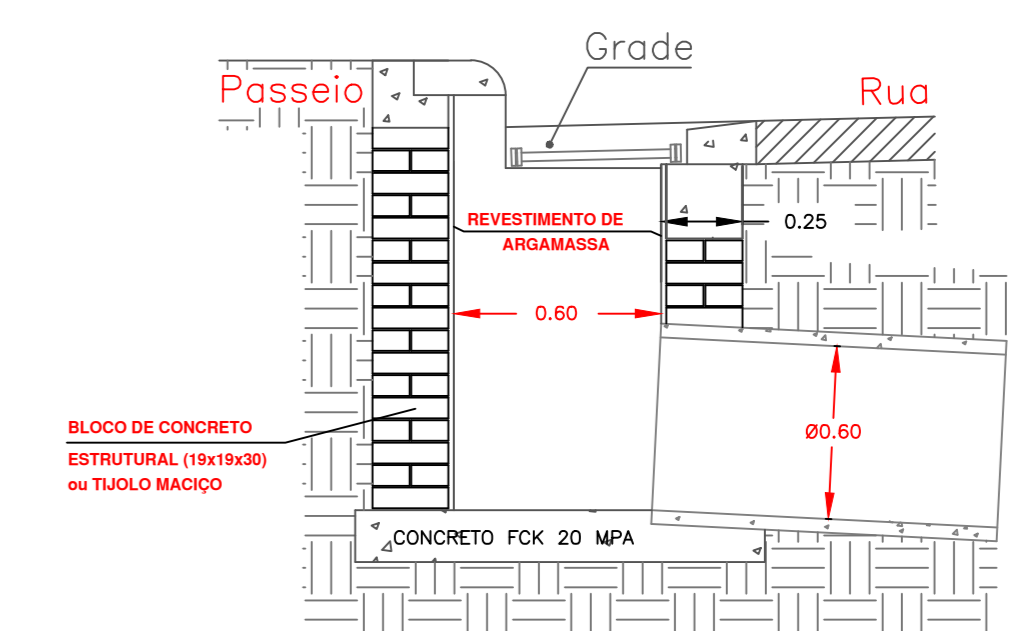 Grade
Passeio
Rua
REVESTIMENTO DE
ARGAMASSA
0.25
0.60
BLOCO DE CONCRETO
ESTRUTURAL (19x19x30)
ou TIJOLO MACIÇO
Ø0.60
CONCRETO FCK 20 MPA